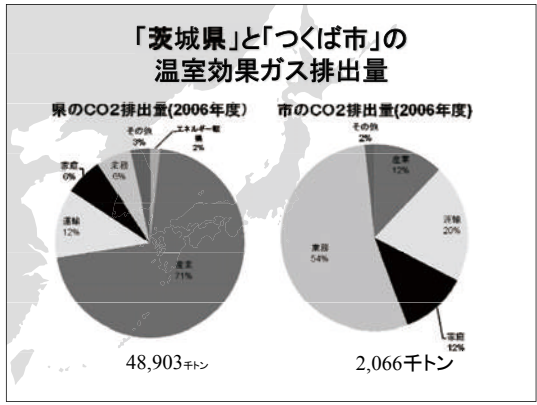 「茨城県」と「つくば市」の
温室効果ガス排出量
県のCO2排出量(2006年度)
市のCO2排出量(2006年度}
その他
3%
エネルギー転
換
2%
家庭
6%
業務
6%
運輸
12%
産業
71%
その他
2%
産業
12%
運輸
20%
業務
54%
家庭
12%
48,903千トン
2,066千トン